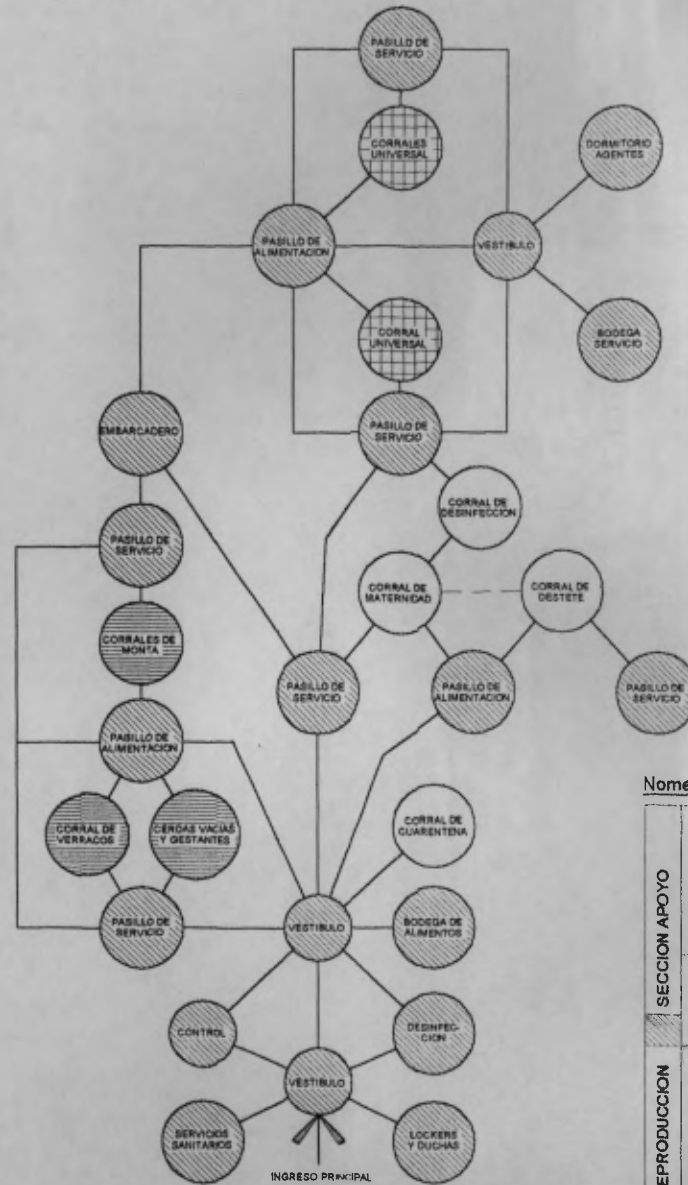 PASILLO DE
SERVICIO
CORRALES
UNIVERSAL
DORMITORIO
AGENTES
PASILLO DE
ALIMENTACION
VESTIBULO
CORRAL
UNIVERSAL
BODEGA
SERVICIO
EMBARCADERO
PASILLO DE
SERVICIO
CORRAL DE
DESINFECCION
PASILLO DE
SERVICIO
CORRAL DE
MATERNIDAD
CORRAL DE
DESTETE
CORRALES DE
MONTA
PASILLO DE
SERVICIO
PASILLO DE
ALIMENTACION
PASILLO DE
SERVICIO
PASILLO DE
ALIMENTACION
CORRAL DE
VERRACOS
CERDAS VACIAS
Y GESTANTES
CORRAL DE
CUARENTENA
PASILLO DE
SERVICIO
VESTIBULO
BODEGA DE
ALIMENTOS
CONTROL
DESINFEC-
CION
VESTIBULO
SERVICIOS
SANITARIOS
LOCKERS
Y DUCHAS
INGRESO PRINCIPAL
Nome
SECCION APOYO
EPRODUCCION